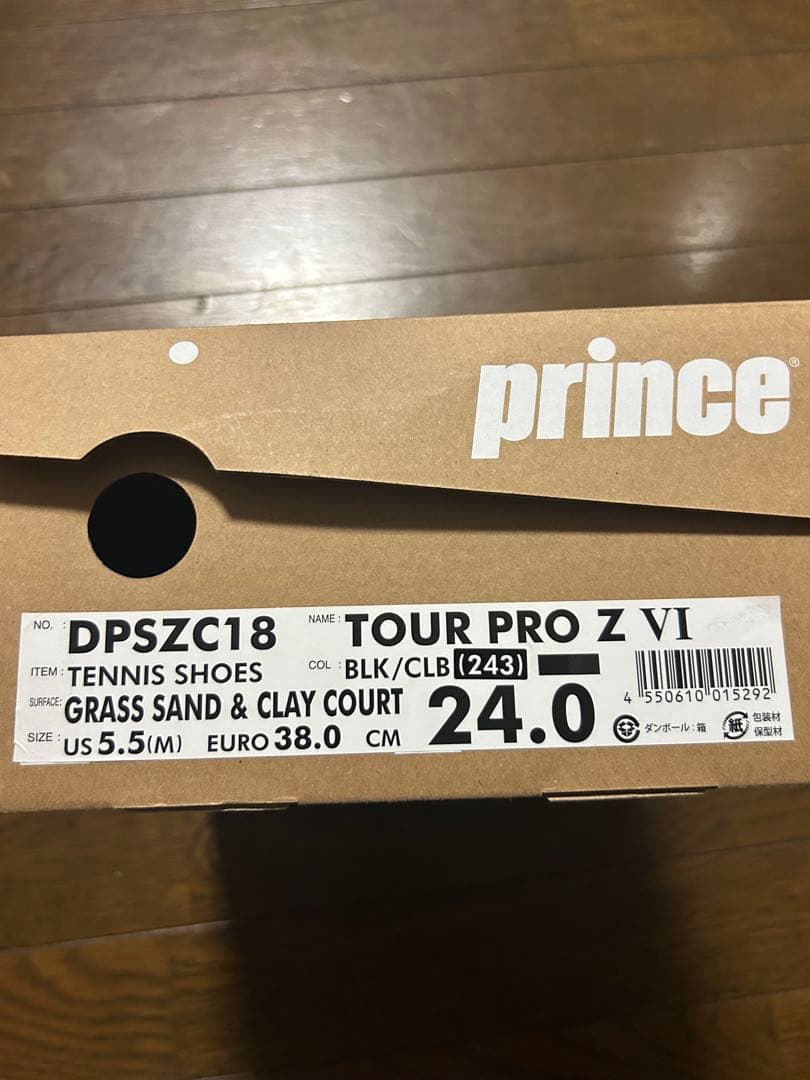 prince®
NO. : DPSZC18 NAME : TOUR PRO Z VI
ITEM : TENNIS SHOES COL : BLK/CLB (243)
SURFACE: GRASS SAND & CLAY COURT
SIZE : US 5.5(M) EURO 38.0 CM 24.0
4 550610 015292
ダンボール : 箱
紙 包装材
保型材